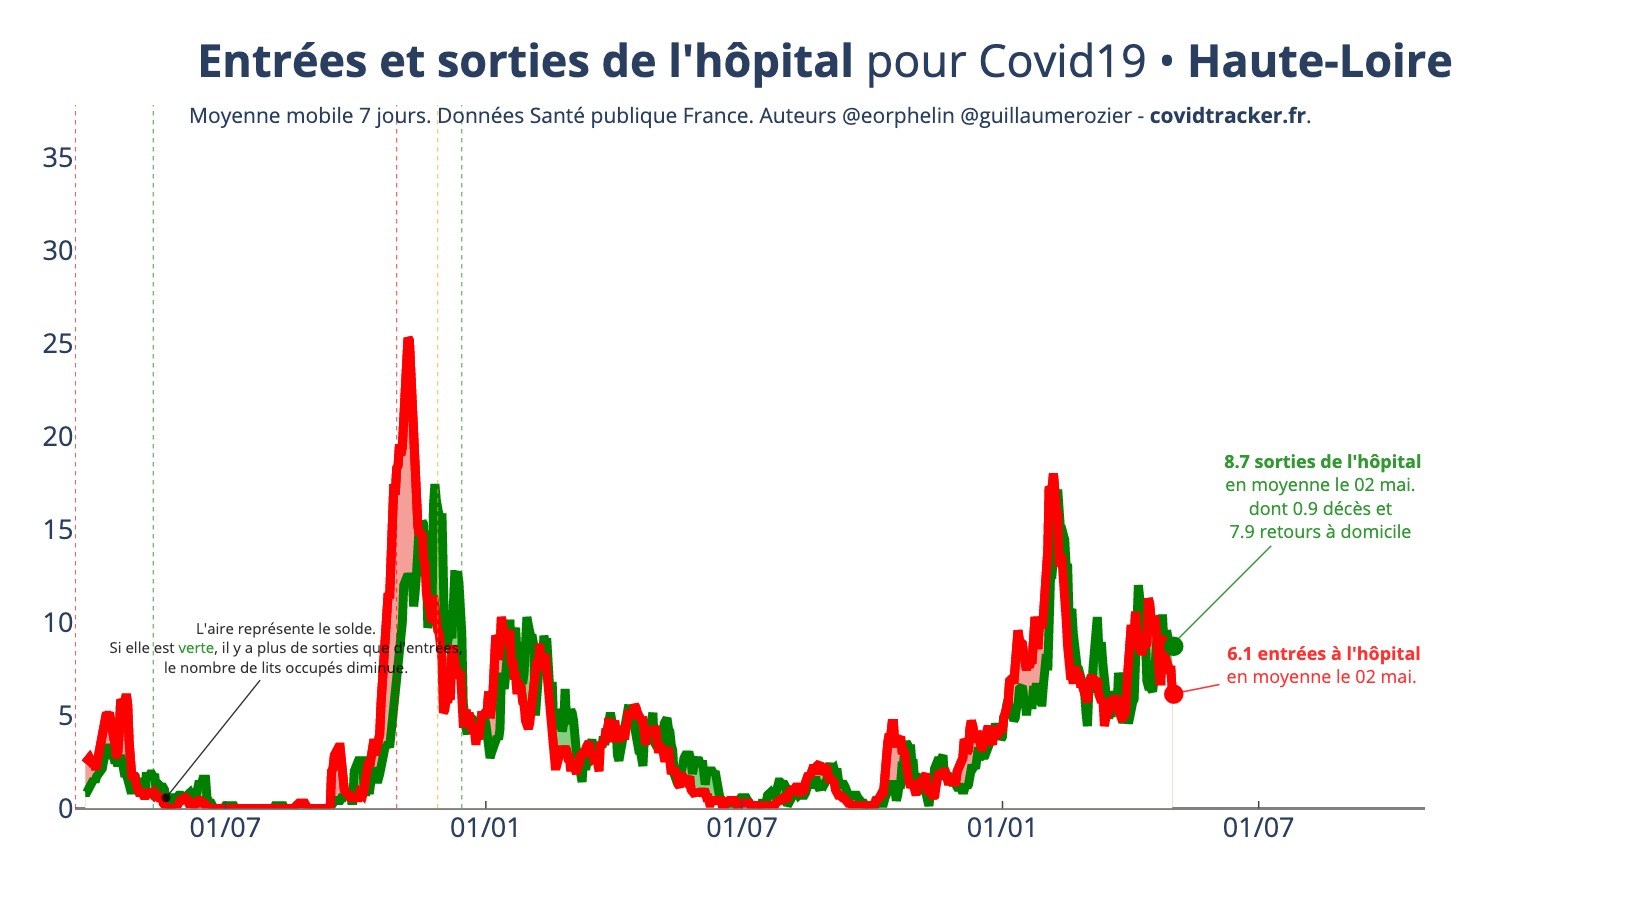 Entrées et sorties de l'hôpital pour Covid19 • Haute-Loire
Moyenne mobile 7 jours. Données Santé publique France. Auteurs @eorphelin @guillaumerozier - covidtracker.fr.
35
30
25
20
15
10
5
0
L'aire représente le solde.
Si elle est verte, il y a plus de sorties que d'entrées,
le nombre de lits occupés diminue.
8.7 sorties de l'hôpital
en moyenne le 02 mai.
dont 0.9 décès et
7.9 retours à domicile
6.1 entrées à l'hôpital
en moyenne le 02 mai.
01/07
01/01
01/07
01/01
01/07